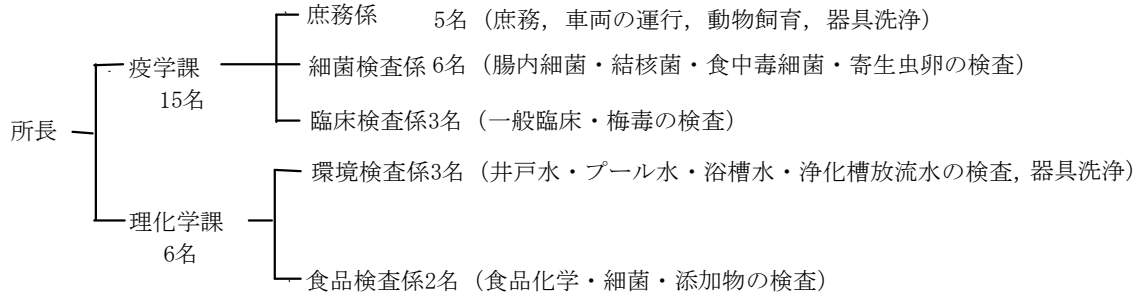 庶務係 5名（庶務，車両の運行，動物飼育，器具洗浄）
疫学課
細菌検査係 6名（腸内細菌・結核菌・食中毒細菌・寄生虫卵の検査）
15名
臨床検査係3名（一般臨床・梅毒の検査）
所長
環境検査係3名（井戸水・プール水・浴槽水・浄化槽放流水の検査，器具洗浄）
理化学課
6名
食品検査係2名（食品化学・細菌・添加物の検査）